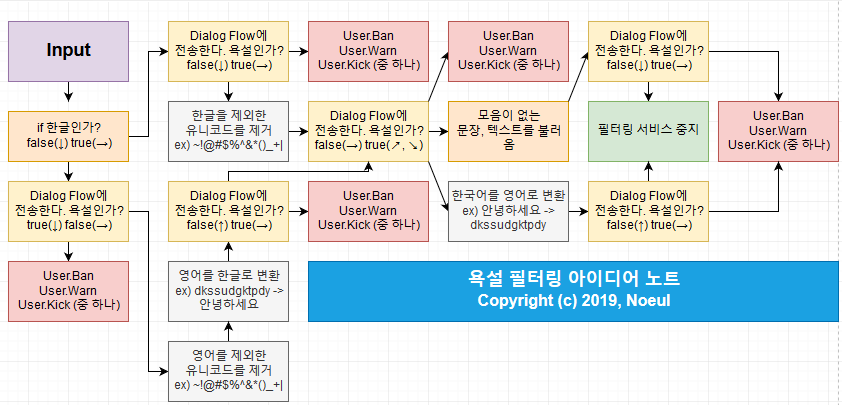 Input
Dialog Flow에
전송한다. 욕설인가?
false(↓) true(→)
User.Ban
User.Warn
User.Kick (중 하나)
User.Ban
User.Warn
User.Kick (중 하나)
Dialog Flow에
전송한다. 욕설인가?
false(↓) true(→)
if 한글인가?
false(↓) true(→)
한글을 제외한
유니코드를 제거
ex) ~!@#$%^&*()_+|
Dialog Flow에
전송한다. 욕설인가?
false(→) true(↗, ↘)
모음이 없는
문장, 텍스트를 불러
옴
필터링 서비스 중지
User.Ban
User.Warn
User.Kick (중 하나)
Dialog Flow에
전송한다. 욕설인가?
true(↓) false(→)
Dialog Flow에
전송한다. 욕설인가?
false(↑) true(→)
User.Ban
User.Warn
User.Kick (중 하나)
한국어를 영어로 변환
ex) 안녕하세요 ->
dkssudgktpdy
Dialog Flow에
전송한다. 욕설인가?
false(↑) true(→)
User.Ban
User.Warn
User.Kick (중 하나)
영어를 한글로 변환
ex) dkssudgktpdy ->
안녕하세요
욕설 필터링 아이디어 노트
Copyright (c) 2019, Noeul
영어를 제외한
유니코드를 제거
ex) ~!@#$%^&*()_+|